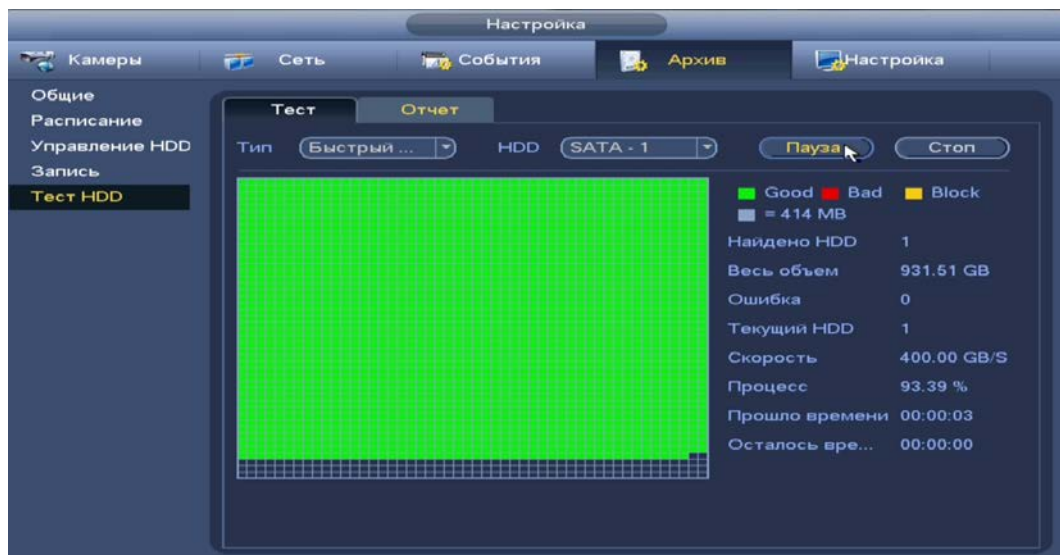 Настройка
Камеры Сеть События Архив Настройка
Общие
Расписание
Управление HDD
Запись
Тест HDD
Тест Отчет
Тип Быстрый ... HDD SATA - 1 Пауза Стоп
Good Bad Block
= 414 MB
Найдено HDD 1
Весь объем 931.51 GB
Ошибка 0
Текущий HDD 1
Скорость 400.00 GB/S
Процесс 93.39 %
Прошло времени 00:00:03
Осталось вре... 00:00:00